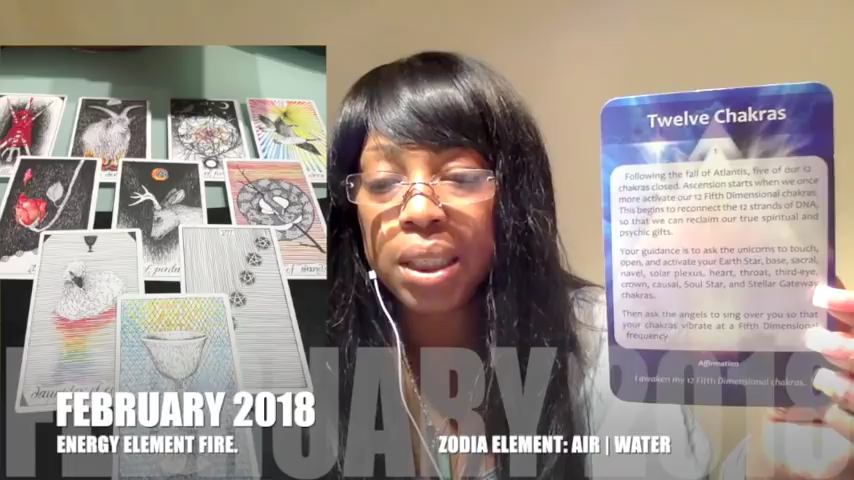 Twelve Chakras
1
Following the fall of Atlantis, five of our 12
chakras closed. Ascension starts when we once
more activate our 12 Fifth Dimensional chakras.
This begins to reconnect the 12 strands of DNA,
so that we can reclaim our true spiritual and
psychic gifts.
Your guidance is to ask the unicorns to touch,
open, and activate your Earth Star, base, sacral,
navel, solar plexus, heart, throat, third-eye,
crown, causal, Soul Star, and Stellar Gateway
chakras.
Then ask the angels to sing over you so that
your chakras vibrate at a Fifth Dimensional
frequency.
Affirmation
I awaken my 12 Fifth Dimensional chakras.
of wands
FEBRUARY 2018
FEBRUARY 2018
ENERGY ELEMENT FIRE.
ZODIA ELEMENT: AIR | WATER